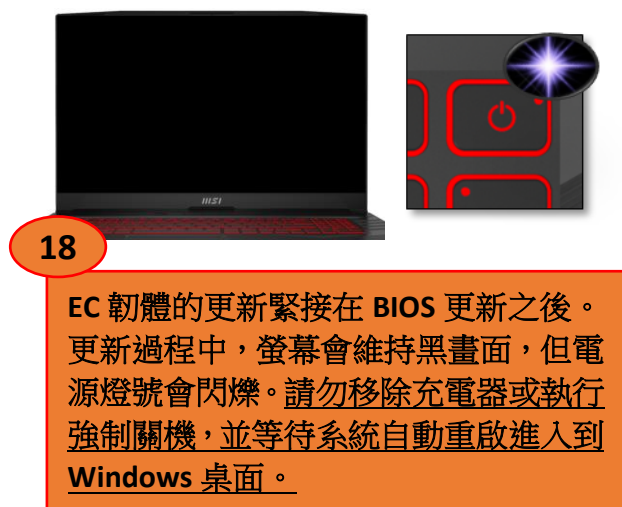 msi
18
EC 韌體的更新緊接在 BIOS 更新之後。
更新過程中，螢幕會維持黑畫面，但電
源燈號會閃爍。請勿移除充電器或執行
強制關機，並等待系統自動重啟進入到
Windows 桌面。